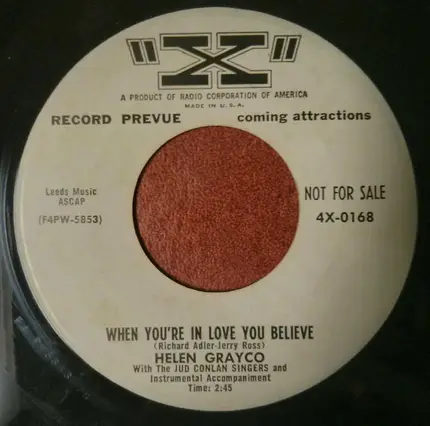 "X"
A PRODUCT OF RADIO CORPORATION OF AMERICA
MADE IN U.S.A.
RECORD PREVUE coming attractions
Leeds Music
ASCAP
(F4PW-5853)
NOT FOR SALE
4X-0168
WHEN YOU'RE IN LOVE YOU BELIEVE
(Richard Adler-Jerry Ross)
HELEN GRAYCO
With The JUD CONLAN SINGERS and
Instrumental Accompaniment
Time: 2:45